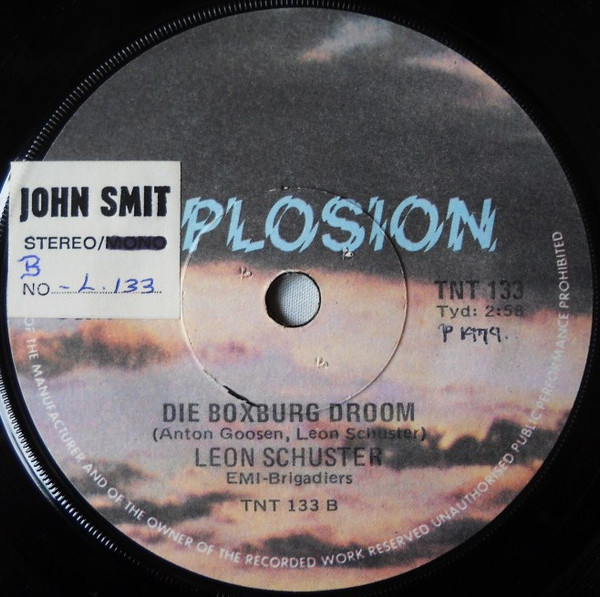 JOHN SMIT
STEREO/MONO
B
NO -L.133
PLOSION
TNT 133
Tyd: 2:58
P 1979.
DIE BOXBURG DROOM
(Anton Goosen, Leon Schuster)
LEON SCHUSTER
EMI-Brigadiers
TNT 133 B
OF THE MANUFACTURER AND OF THE OWNER OF THE RECORDED WORK RESERVED UNAUTHORISED PUBLIC PERFORMANCE PROHIBITED